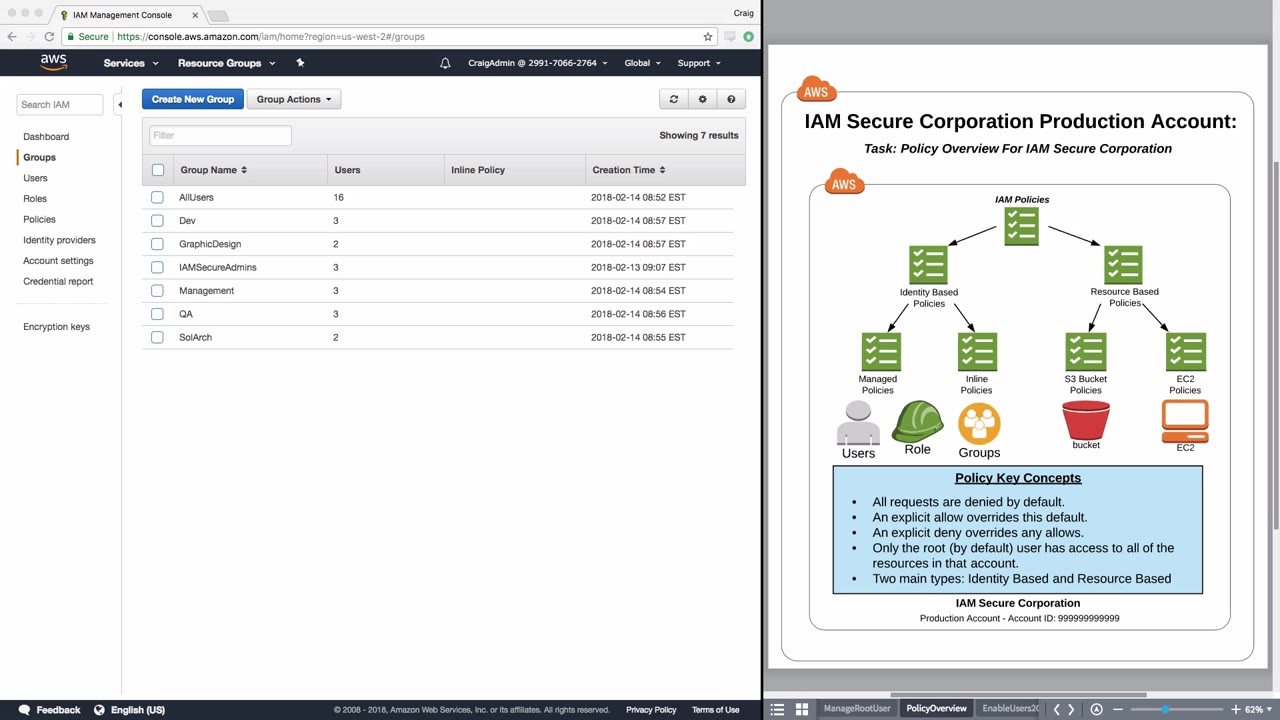 IAM Management Console
Craig
Secure
https://console.aws.amazon.com/iam/home?region=us-west-2#/groups
aws
Services
Resource Groups
CraigAdmin @ 2991-7066-2764
Global
Support
Search IAM
Dashboard
Groups
Users
Roles
Policies
Identity providers
Account settings
Credential report
Encryption keys
Create New Group
Group Actions
Filter
Showing 7 results
Group Name Users Inline Policy Creation Time
AllUsers 16 2018-02-14 08:52 EST
Dev 3 2018-02-14 08:57 EST
GraphicDesign 2 2018-02-14 08:57 EST
IAMSecureAdmins 3 2018-02-13 09:07 EST
Management 3 2018-02-14 08:54 EST
QA 3 2018-02-14 08:56 EST
SolArch 2 2018-02-14 08:55 EST
Feedback
English (US)
© 2008 - 2018, Amazon Web Services, Inc. or its affiliates. All rights reserved.
Privacy Policy
Terms of Use
AWS
IAM Secure Corporation Production Account:
Task: Policy Overview For IAM Secure Corporation
AWS
IAM Policies
Identity Based
Policies
Resource Based
Policies
Managed
Policies
Inline
Policies
S3 Bucket
Policies
EC2
Policies
Users
Role
Groups
bucket
EC2
Policy Key Concepts
• All requests are denied by default.
• An explicit allow overrides this default.
• An explicit deny overrides any allows.
• Only the root (by default) user has access to all of the
resources in that account.
• Two main types: Identity Based and Resource Based
IAM Secure Corporation
Production Account - Account ID: 999999999999
ManageRootUser
PolicyOverview
62%